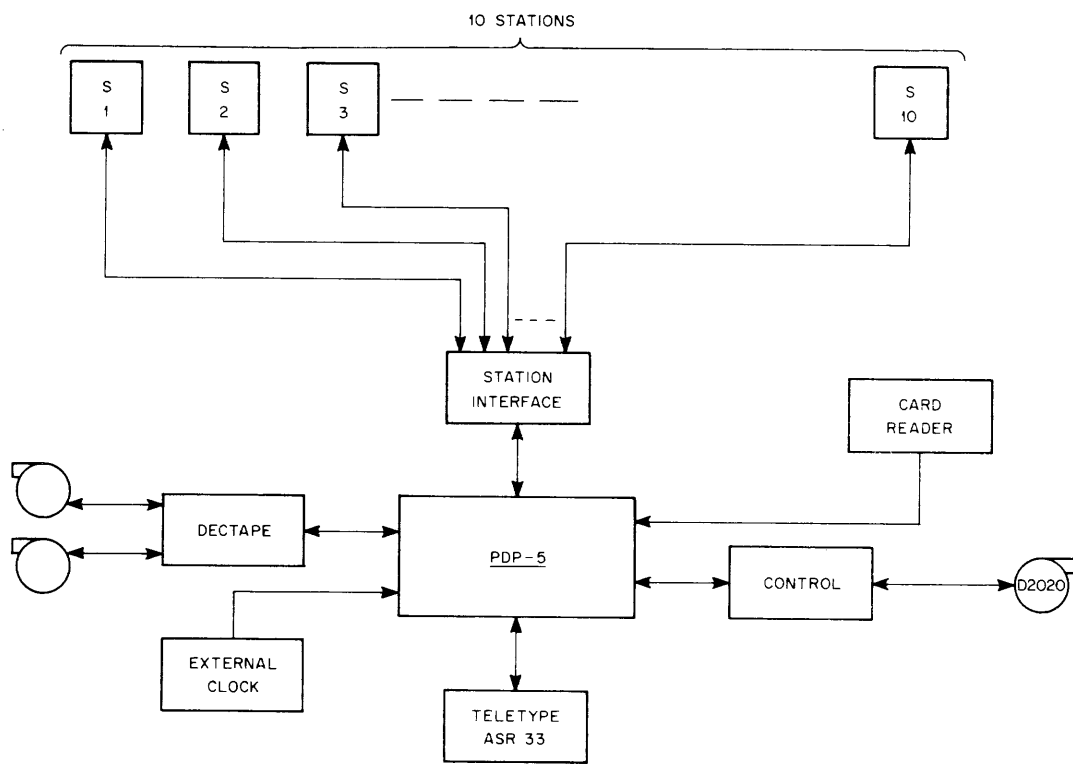 10 STATIONS
S
1
S
2
S
3
S
10
STATION
INTERFACE
CARD
READER
DECTAPE
PDP-5
CONTROL
D2020
EXTERNAL
CLOCK
TELETYPE
ASR 33